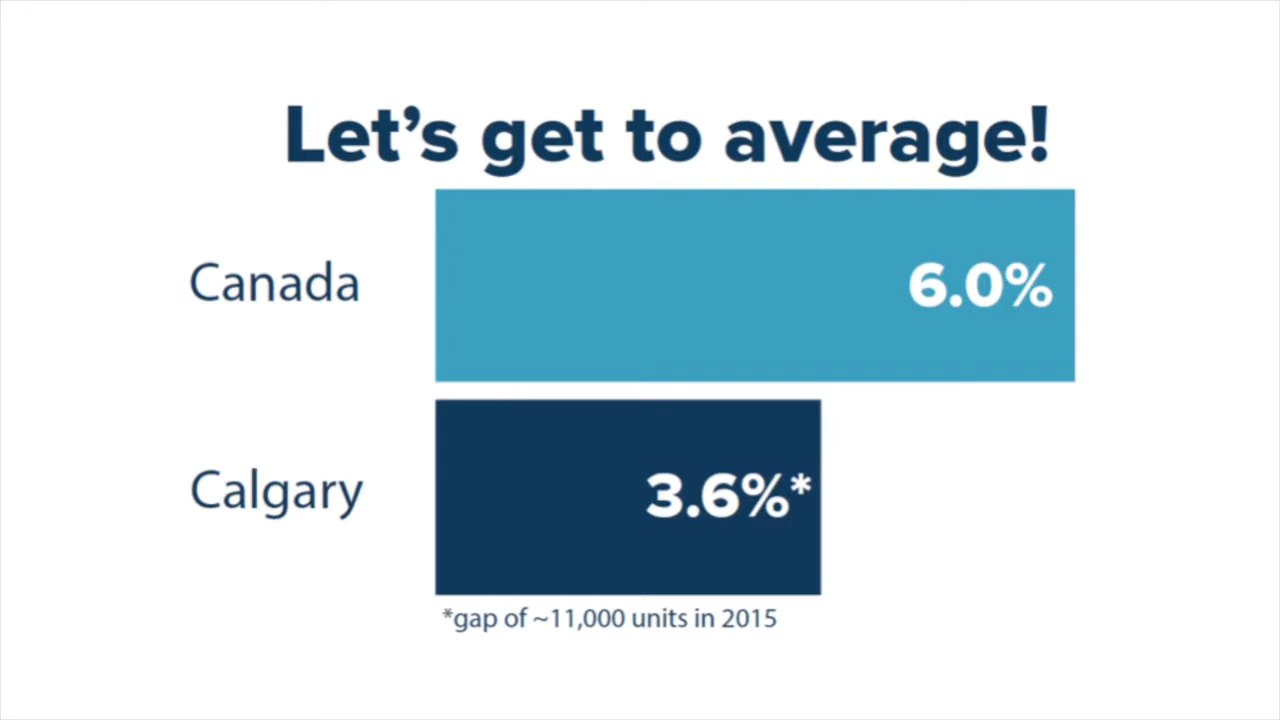 Let’s get to average!
Canada
6.0%
Calgary
3.6%*
*gap of ~11,000 units in 2015